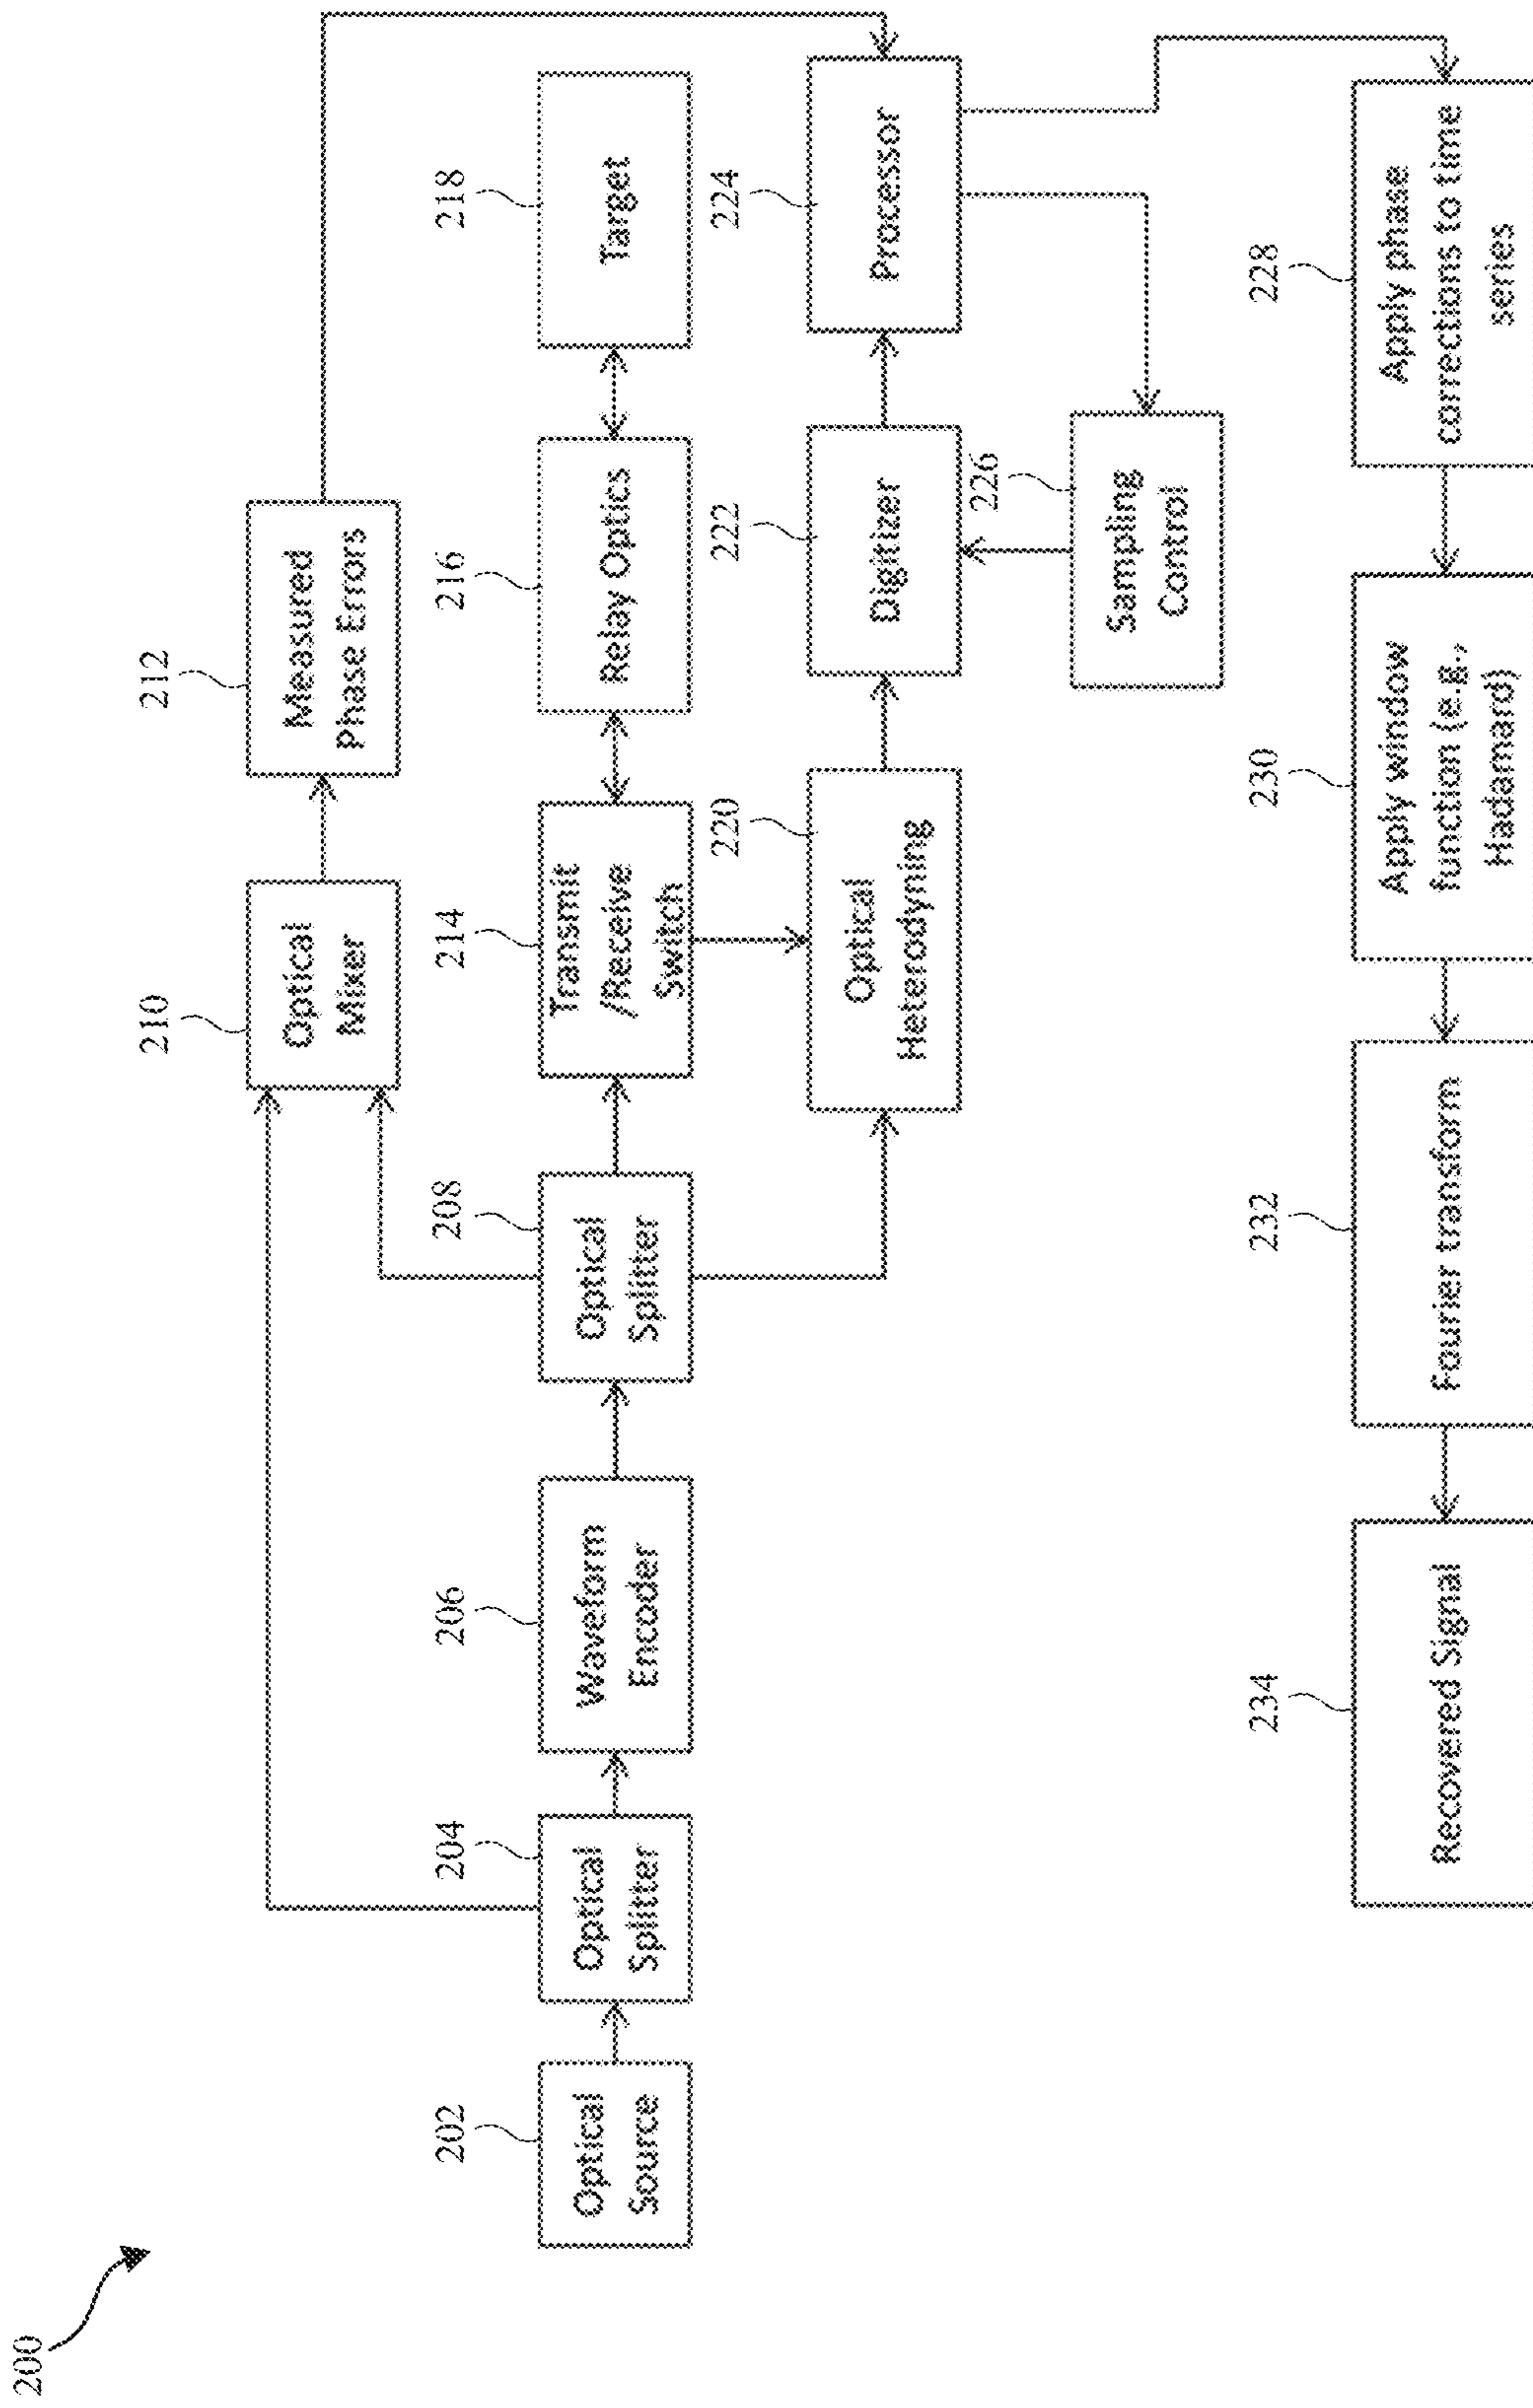 200
202
Optical
Source
204
Optical
Splitter
206
Waveform
Encoder
208
Optical
Splitter
210
Optical
Mixer
212
Measured
Phase Errors
214
Transmit
/Receive
Switch
216
Relay Optics
218
Target
220
Optical
Heterodyning
222
Digitizer
224
Processor
226
Sampling
Control
228
Apply phase
corrections to time
series
230
Apply window
function (e.g.,
Hadamard)
232
Fourier transform
234
Recovered Signal